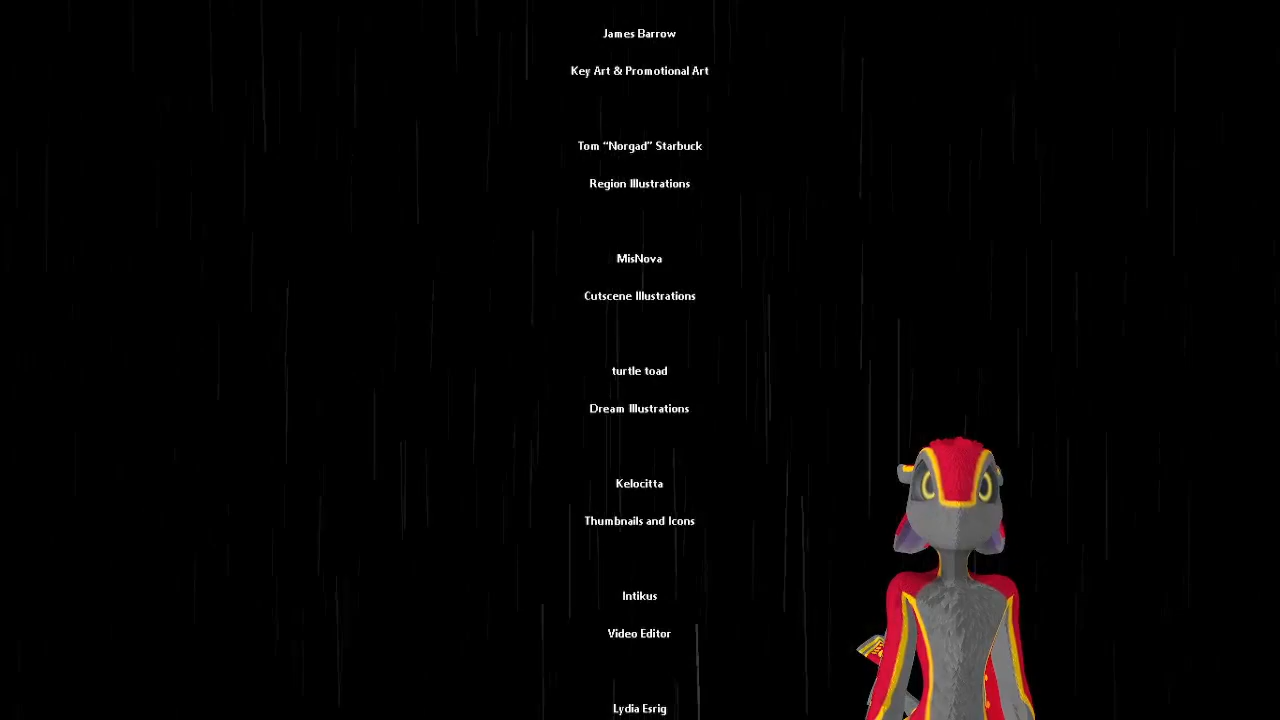 James Barrow
Key Art & Promotional Art
Tom “Norgad” Starbuck
Region Illustrations
MisNova
Cutscene Illustrations
turtle toad
Dream Illustrations
Kelocitta
Thumbnails and Icons
Intikus
Video Editor
Lydia Esrig